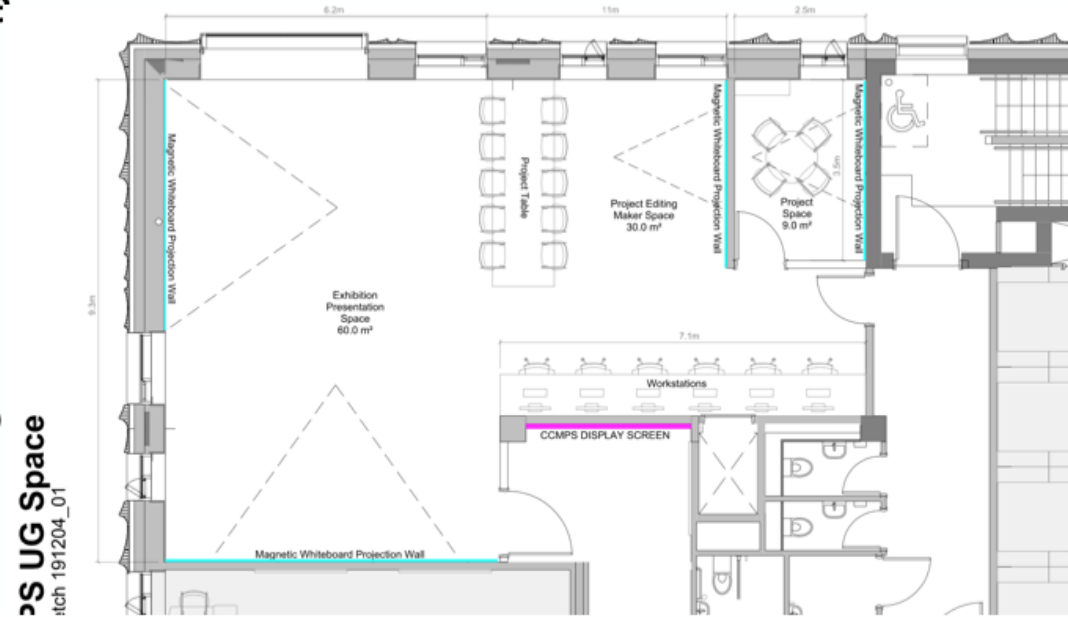 6.2m
11m
2.5m
9.3m
Magnetic Whiteboard Projection Wall
Project Table
Magnetic Whiteboard Projection Wall
Magnetic Whiteboard Projection Wall
3.5m
Project Editing
Maker Space
30.0 m²
Project
Space
9.0 m²
Exhibition
Presentation
Space
60.0 m²
7.1m
Workstations
CCMPS DISPLAY SCREEN
Magnetic Whiteboard Projection Wall
PS UG Space
etch 191204_01